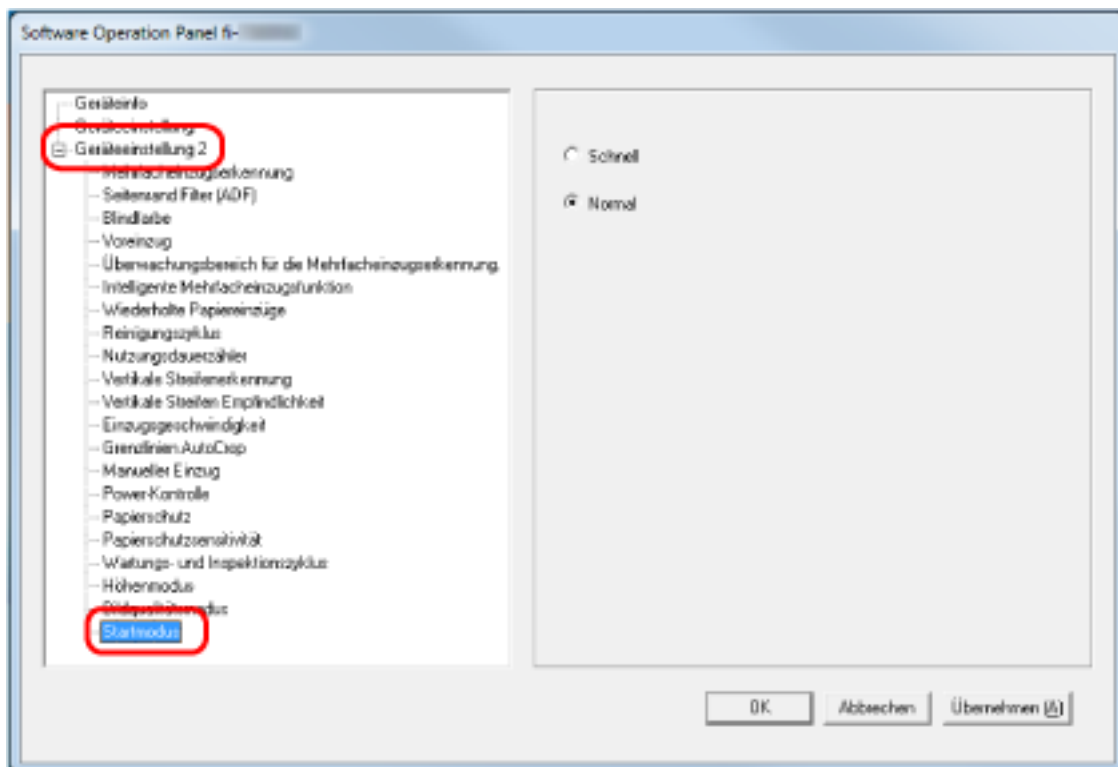 Software Operation Panel fi-
Geräteinfo
Geräteeinstellung
Geräteeinstellung 2
Mehrfacheinzugserkennung
Seitenrand Filter (ADF)
Blindfarbe
Voreinzug
Überwachungsbereich für die Mehrfacheinzugserkennung.
Intelligente Mehrfacheinzugsfunktion
Wiederholte Papiereinzüge
Reinigungszyklus
Nutzungsdauerzähler
Vertikale Streifenerkennung
Vertikale Streifen Empfindlichkeit
Einzugsgeschwindigkeit
Grenzlinien AutoCrop
Manueller Einzug
Power-Kontrolle
Papierschutz
Papierschutzsensitivität
Wartungs- und Inspektionszyklus
Höhenmodus
Bildqualitätsmodus
Startmodus
Schnell
Normal
OK
Abbrechen
Übernehmen (A)